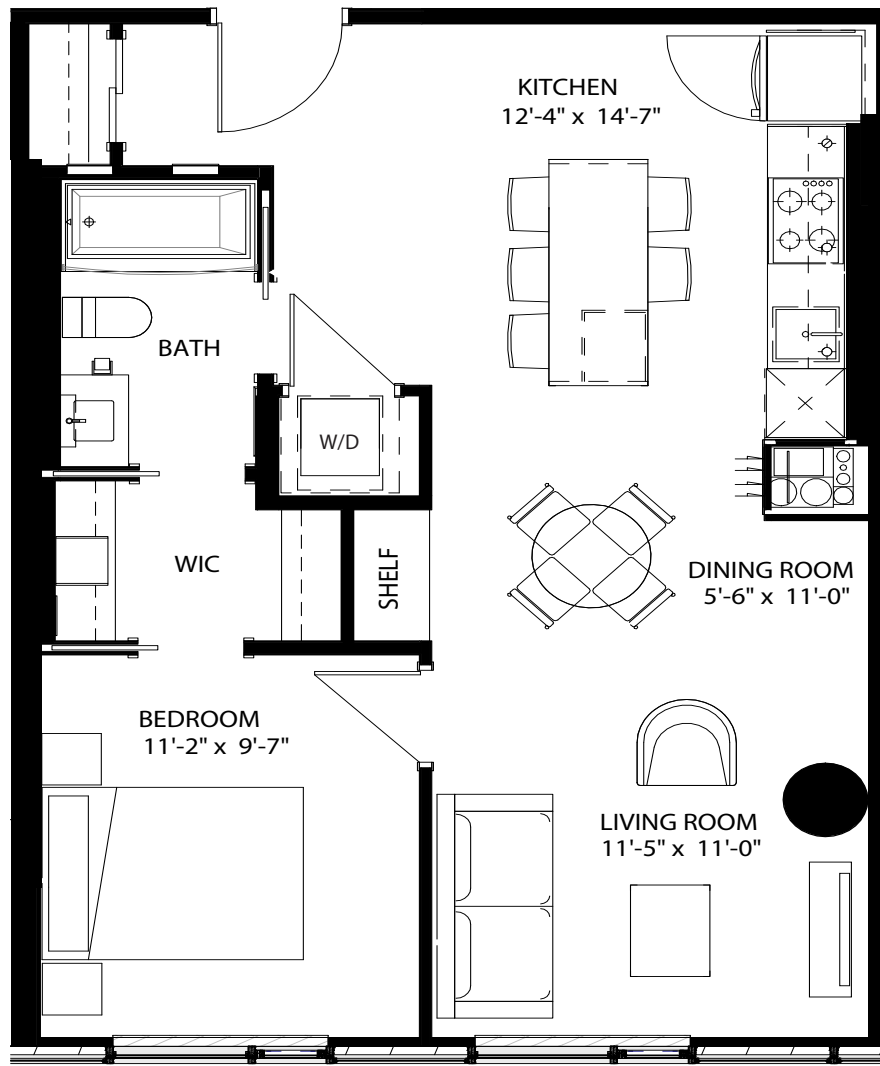 KITCHEN
12'-4" x 14'-7"
BATH
W/D
WIC
SHELF
DINING ROOM
5'-6" x 11'-0"
BEDROOM
11'-2" x 9'-7"
LIVING ROOM
11'-5" x 11'-0"